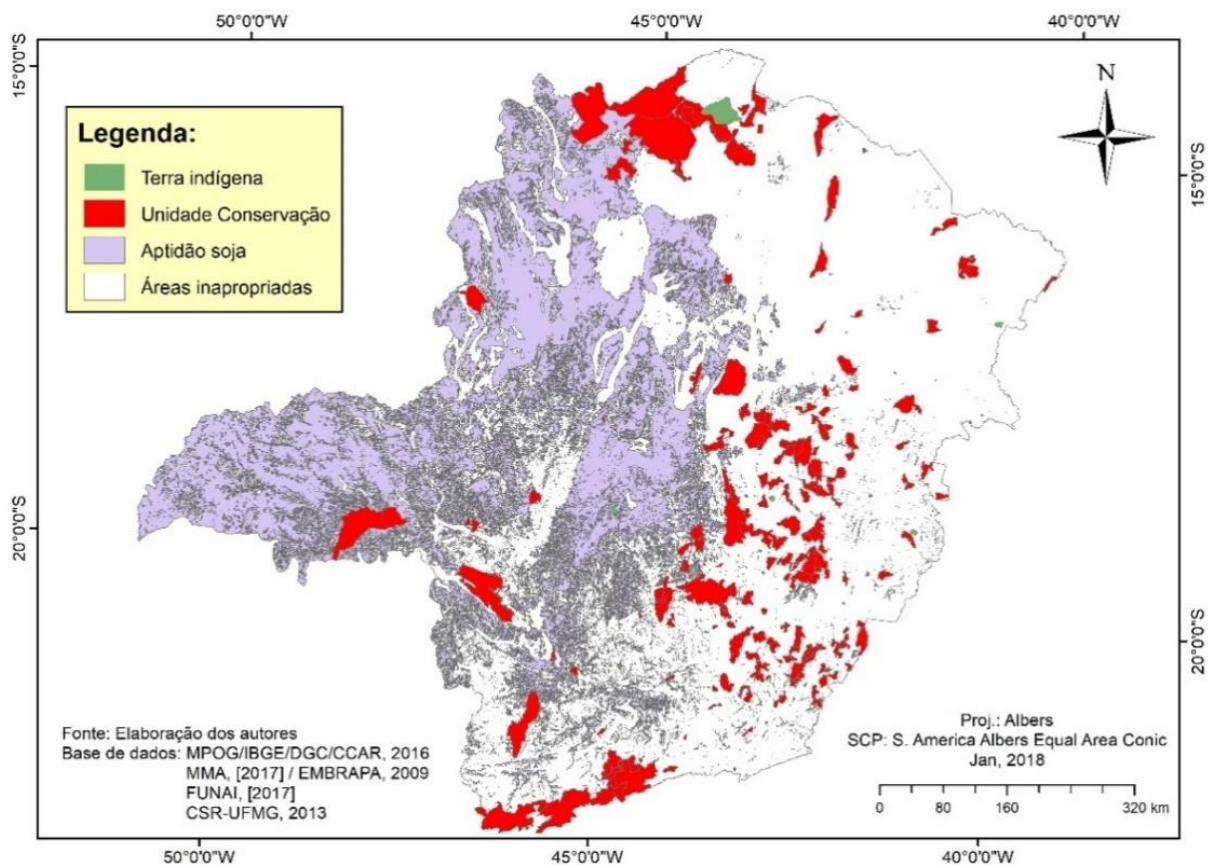 50°0'0"W
45°0'0"W
40°0'0"W
15°0'0"S
N
Legenda:
Terra indígena
Unidade Conservação
Aptidão soja
Áreas inapropriadas
15°0'0"S
20°0'0"S
20°0'0"S
Fonte: Elaboração dos autores
Base de dados: MPOG/IBGE/DGC/CCAR, 2016
MMA, [2017] / EMBRAPA, 2009
FUNAI, [2017]
CSR-UFMG, 2013
Proj.: Albers
SCP: S. America Albers Equal Area Conic
Jan, 2018
0 80 160 320 km
50°0'0"W
45°0'0"W
40°0'0"W